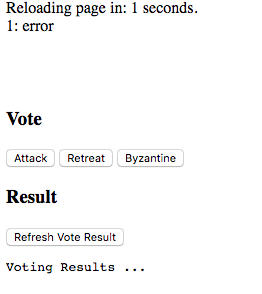 Reloading page in: 1 seconds.
1: error
Vote
Attack Retreat Byzantine
Result
Refresh Vote Result
Voting Results ...